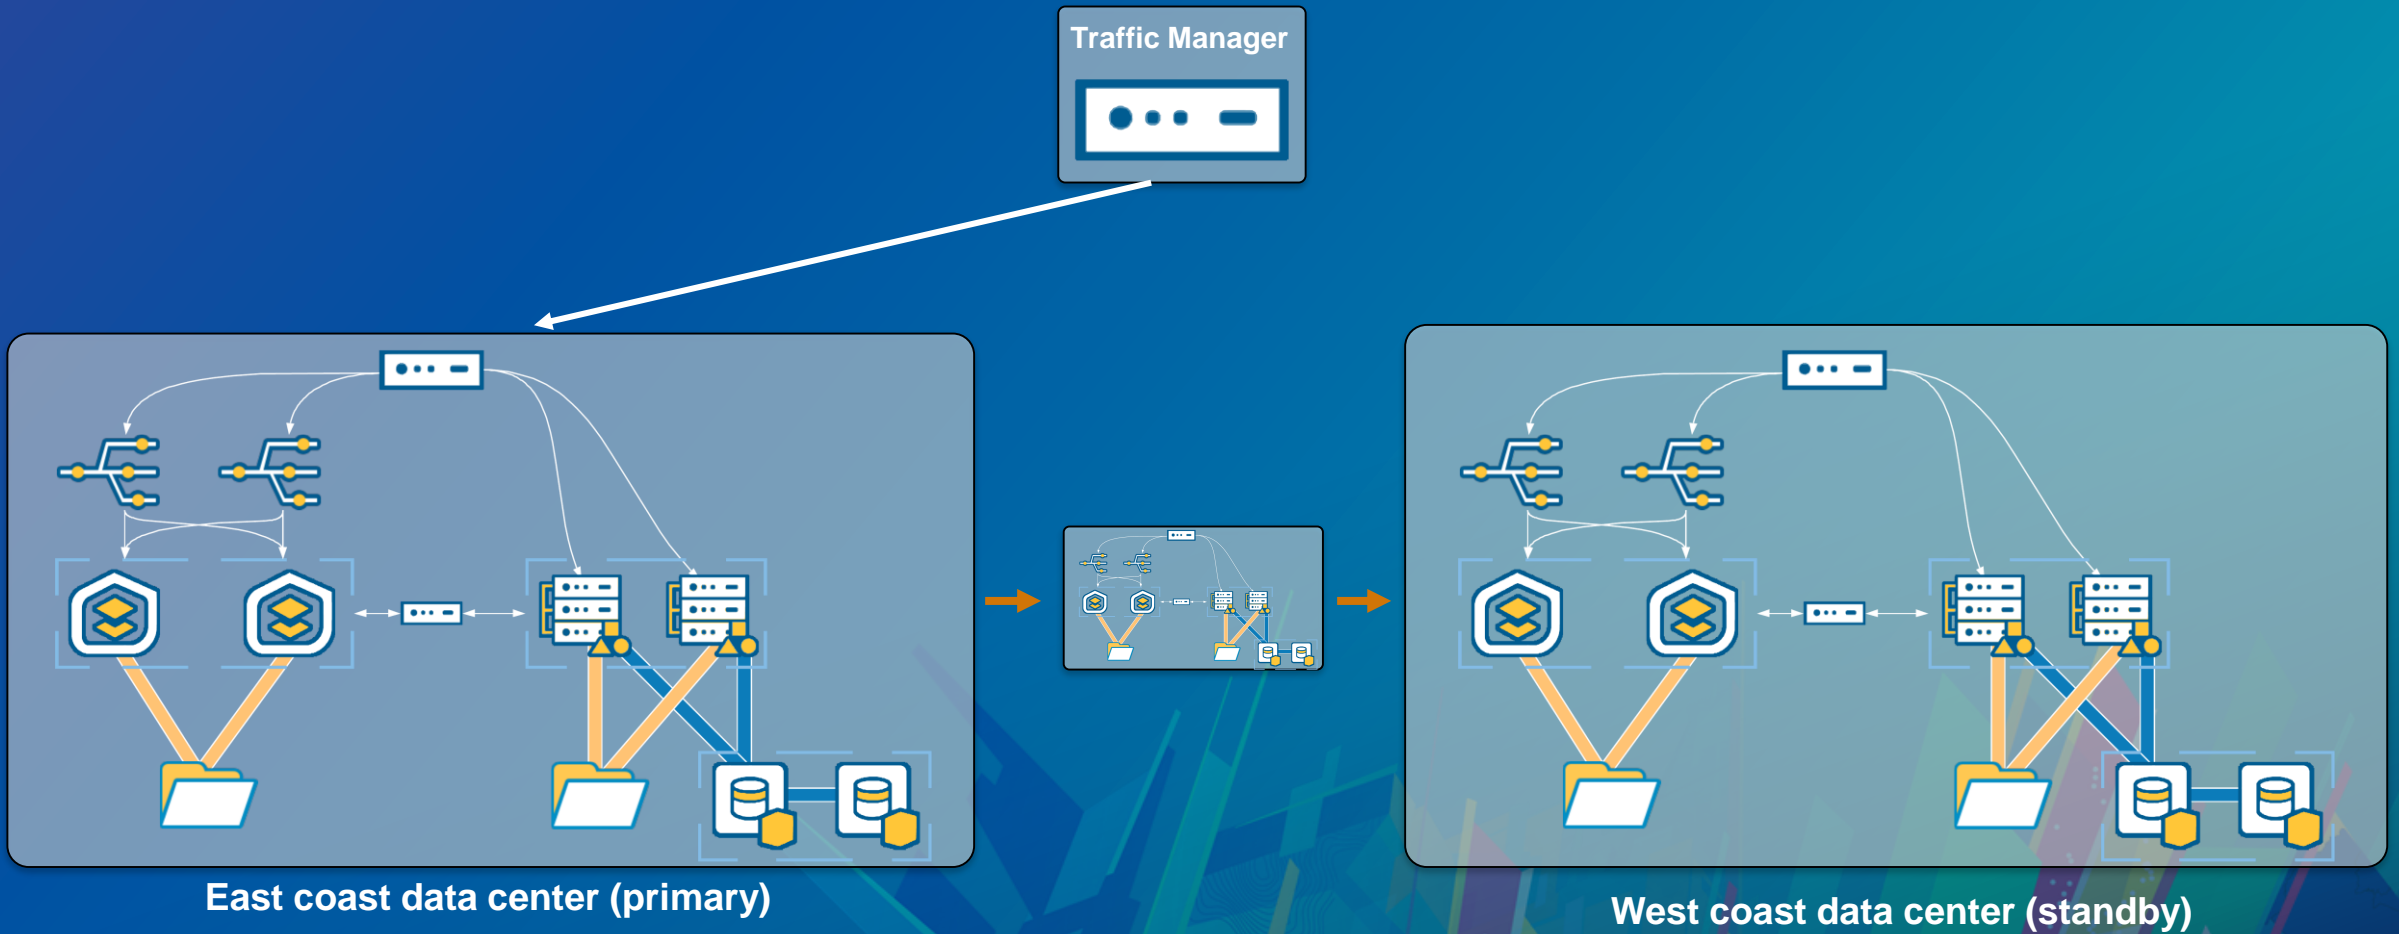 Traffic Manager
East coast data center (primary)
West coast data center (standby)